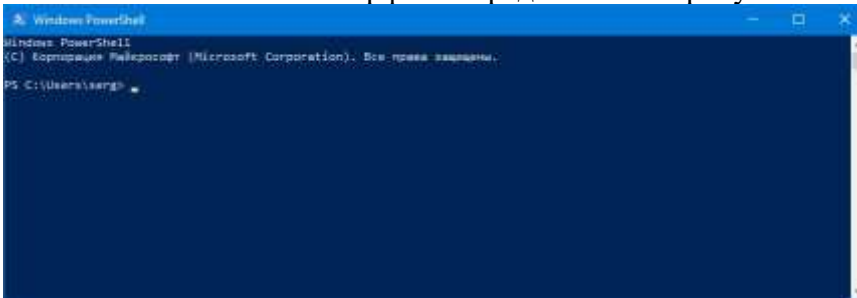 Windows PowerShell
Windows PowerShell
(C) Корпорация Майкрософт (Microsoft Corporation). Все права защищены.
PS C:\Users\serg>